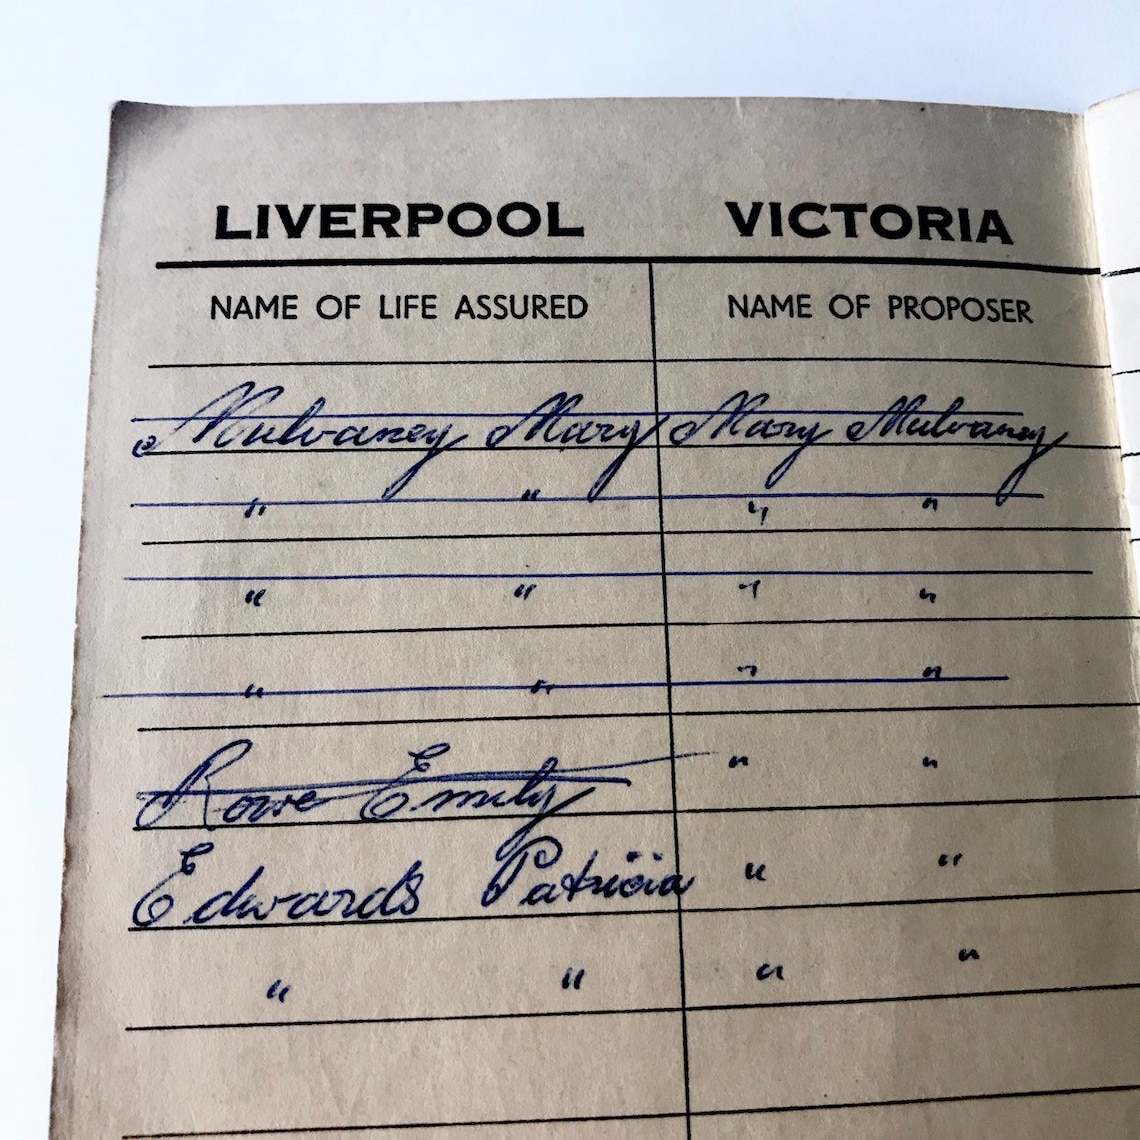 LIVERPOOL VICTORIA
NAME OF LIFE ASSURED NAME OF PROPOSER
Mulvaney Mary Mary Mulvaney
" " " "
" " " "
" " " "
Rowe Emily " "
Edwards Patricia " "
" " " "